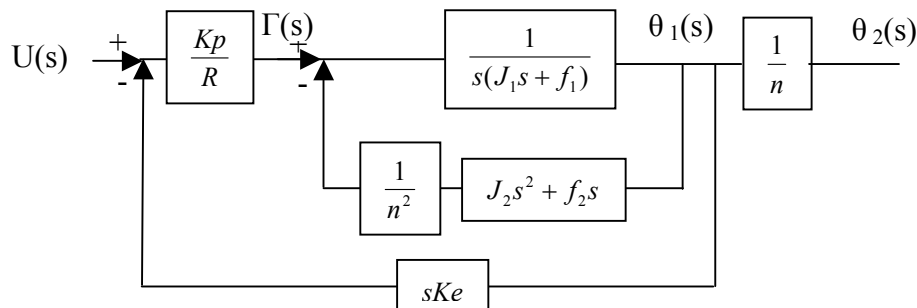 U(s)
+
-
Kp/R
Γ(s)
+
-
1/(s(J₁s + f₁))
θ₁(s)
1/n
θ₂(s)
1/n²
J₂s² + f₂s
sKe